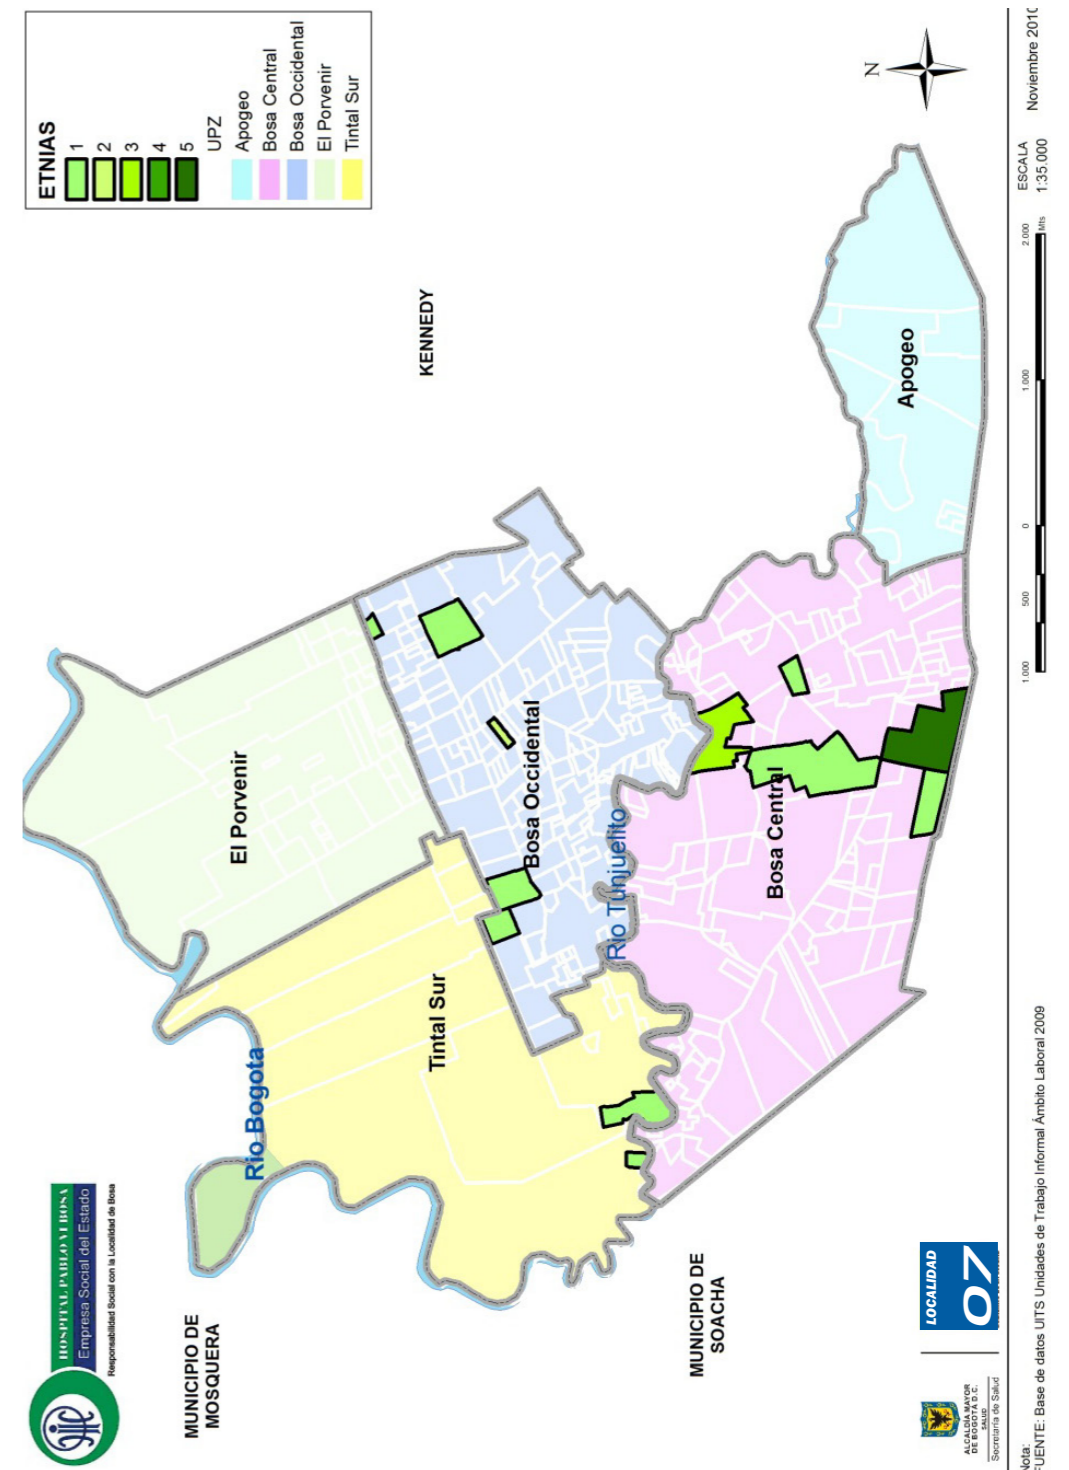 HOSPITAL PABLO VI BOSA
Empresa Social del Estado
Responsabilidad Social con la Localidad de Bosa
ETNIAS
1
2
3
4
5
UPZ
Apogeo
Bosa Central
Bosa Occidental
El Porvenir
Tintal Sur
MUNICIPIO DE
MOSQUERA
Rio Bogota
El Porvenir
KENNEDY
N
Tintal Sur
Bosa Occidental
Rio Tunjuelito
MUNICIPIO DE
SOACHA
Bosa Central
Apogeo
ALCALDÍA MAYOR
DE BOGOTÁ D.C.
SALUD
Secretaría de Salud
LOCALIDAD
07
Nota:
FUENTE: Base de datos UITS Unidades de Trabajo Informal Ámbito Laboral 2009
1.000 500 0 1.000 2.000
Mts
ESCALA
1:35.000
Noviembre 2010